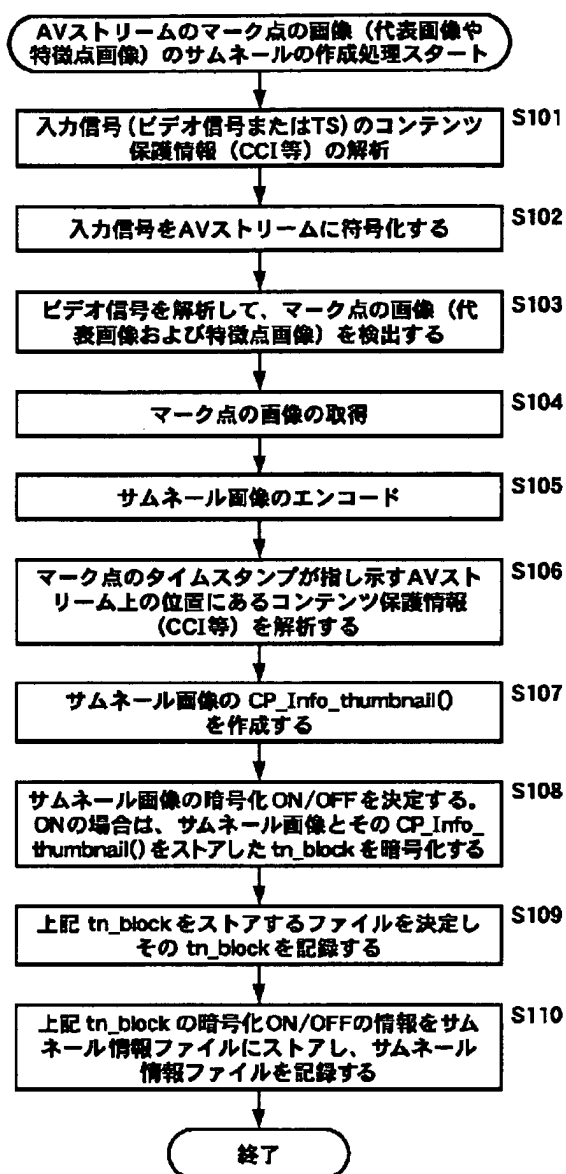 AVストリームのマーク点の画像（代表画像や
特徴点画像）のサムネールの作成処理スタート
S101
入力信号（ビデオ信号またはTS）のコンテンツ
保護情報（CCI等）の解析
S102
入力信号をAVストリームに符号化する
S103
ビデオ信号を解析して、マーク点の画像（代
表画像および特徴点画像）を検出する
S104
マーク点の画像の取得
S105
サムネール画像のエンコード
S106
マーク点のタイムスタンプが指し示すAVスト
リーム上の位置にあるコンテンツ保護情報
（CCI等）を解析する
S107
サムネール画像の CP_Info_thumbnail()
を作成する
S108
サムネール画像の暗号化ON/OFFを決定する。
ONの場合は、サムネール画像とその CP_Info_
thumbnail()をストアした tn_block を暗号化する
S109
上記 tn_block をストアするファイルを決定し
その tn_block を記録する
S110
上記 tn_block の暗号化ON/OFFの情報をサム
ネール情報ファイルにストアし、サムネール
情報ファイルを記録する
終了